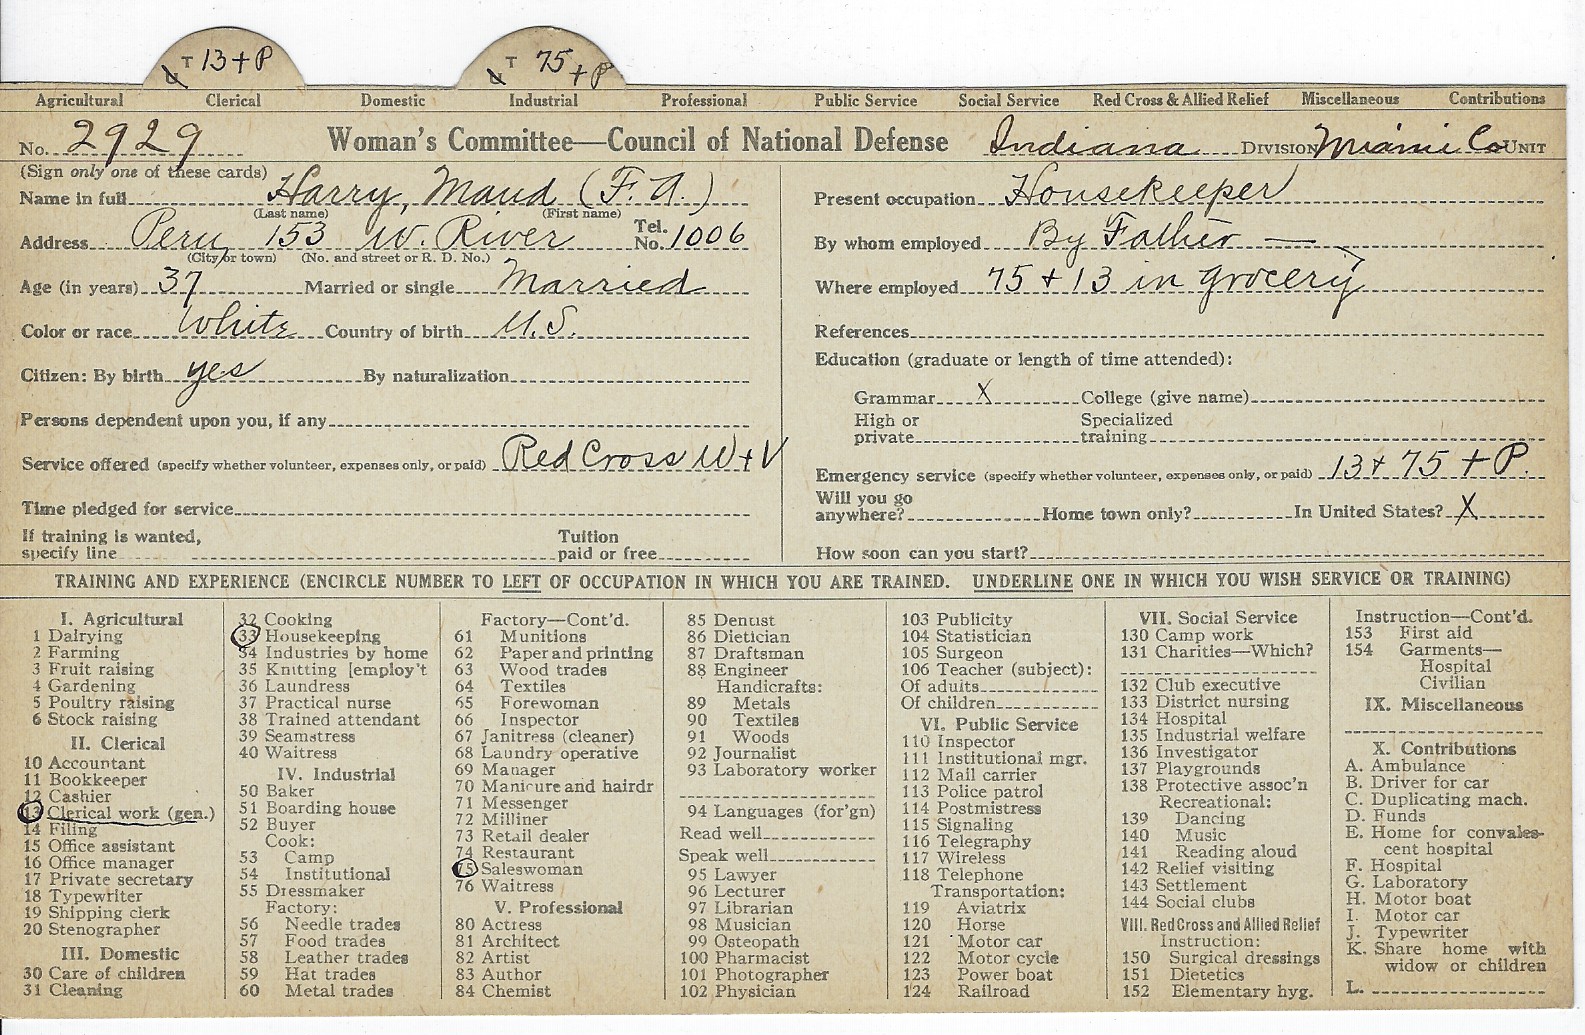 T 13 + P
T 75 + P
Agricultural Clerical Domestic Industrial Professional Public Service Social Service Red Cross & Allied Relief Miscellaneous Contributions
No. 2929 Woman's Committee—Council of National Defense Indiana DIVISION Miami Co UNIT
(Sign only one of these cards)
Name in full Harry, Maud (F. A.)
(Last name) (First name)
Address Peru, 153 W. River Tel. No. 1006
(City or town) (No. and street or R. D. No.)
Age (in years) 37 Married or single Married
Color or race White Country of birth U.S.
Citizen: By birth yes By naturalization
Persons dependent upon you, if any
Service offered (specify whether volunteer, expenses only, or paid) Red Cross W + V
Time pledged for service
If training is wanted,
specify line
Tuition
paid or free
Present occupation Housekeeper
By whom employed By Father —
Where employed 75 + 13 in grocery
References
Education (graduate or length of time attended):
Grammar X College (give name)
High or
private
Specialized
training
Emergency service (specify whether volunteer, expenses only, or paid) 13 + 75 + P.
Will you go
anywhere? Home town only? In United States? X
How soon can you start?
TRAINING AND EXPERIENCE (ENCIRCLE NUMBER TO LEFT OF OCCUPATION IN WHICH YOU ARE TRAINED. UNDERLINE ONE IN WHICH YOU WISH SERVICE OR TRAINING)
I. Agricultural
1 Dairying
2 Farming
3 Fruit raising
4 Gardening
5 Poultry raising
6 Stock raising
II. Clerical
10 Accountant
11 Bookkeeper
12 Cashier
13 Clerical work (gen.)
14 Filing
15 Office assistant
16 Office manager
17 Private secretary
18 Typewriter
19 Shipping clerk
20 Stenographer
III. Domestic
30 Care of children
31 Cleaning
32 Cooking
33 Housekeeping
34 Industries by home
35 Knitting [employ't
36 Laundress
37 Practical nurse
38 Trained attendant
39 Seamstress
40 Waitress
IV. Industrial
50 Baker
51 Boarding house
52 Buyer
Cook:
53 Camp
54 Institutional
55 Dressmaker
Factory:
56 Needle trades
57 Food trades
58 Leather trades
59 Hat trades
60 Metal trades
Factory—Cont'd.
61 Munitions
62 Paper and printing
63 Wood trades
64 Textiles
65 Forewoman
66 Inspector
67 Janitress (cleaner)
68 Laundry operative
69 Manager
70 Manicure and hairdr
71 Messenger
72 Milliner
73 Retail dealer
74 Restaurant
75 Saleswoman
76 Waitress
V. Professional
80 Actress
81 Architect
82 Artist
83 Author
84 Chemist
85 Dentist
86 Dietician
87 Draftsman
88 Engineer
Handicrafts:
89 Metals
90 Textiles
91 Woods
92 Journalist
93 Laboratory worker
94 Languages (for'gn)
Read well
Speak well
95 Lawyer
96 Lecturer
97 Librarian
98 Musician
99 Osteopath
100 Pharmacist
101 Photographer
102 Physician
103 Publicity
104 Statistician
105 Surgeon
106 Teacher (subject):
Of adults
Of children
VI. Public Service
110 Inspector
111 Institutional mgr.
112 Mail carrier
113 Police patrol
114 Postmistress
115 Signaling
116 Telegraphy
117 Wireless
118 Telephone
Transportation:
119 Aviatrix
120 Horse
121 Motor car
122 Motor cycle
123 Power boat
124 Railroad
VII. Social Service
130 Camp work
131 Charities—Which?
132 Club executive
133 District nursing
134 Hospital
135 Industrial welfare
136 Investigator
137 Playgrounds
138 Protective assoc'n
Recreational:
139 Dancing
140 Music
141 Reading aloud
142 Relief visiting
143 Settlement
144 Social clubs
VIII. Red Cross and Allied Relief
Instruction:
150 Surgical dressings
151 Dietetics
152 Elementary hyg.
Instruction—Cont'd.
153 First aid
154 Garments—
Hospital
Civilian
IX. Miscellaneous
X. Contributions
A. Ambulance
B. Driver for car
C. Duplicating mach.
D. Funds
E. Home for convales-
cent hospital
F. Hospital
G. Laboratory
H. Motor boat
I. Motor car
J. Typewriter
K. Share home with
widow or children
L.